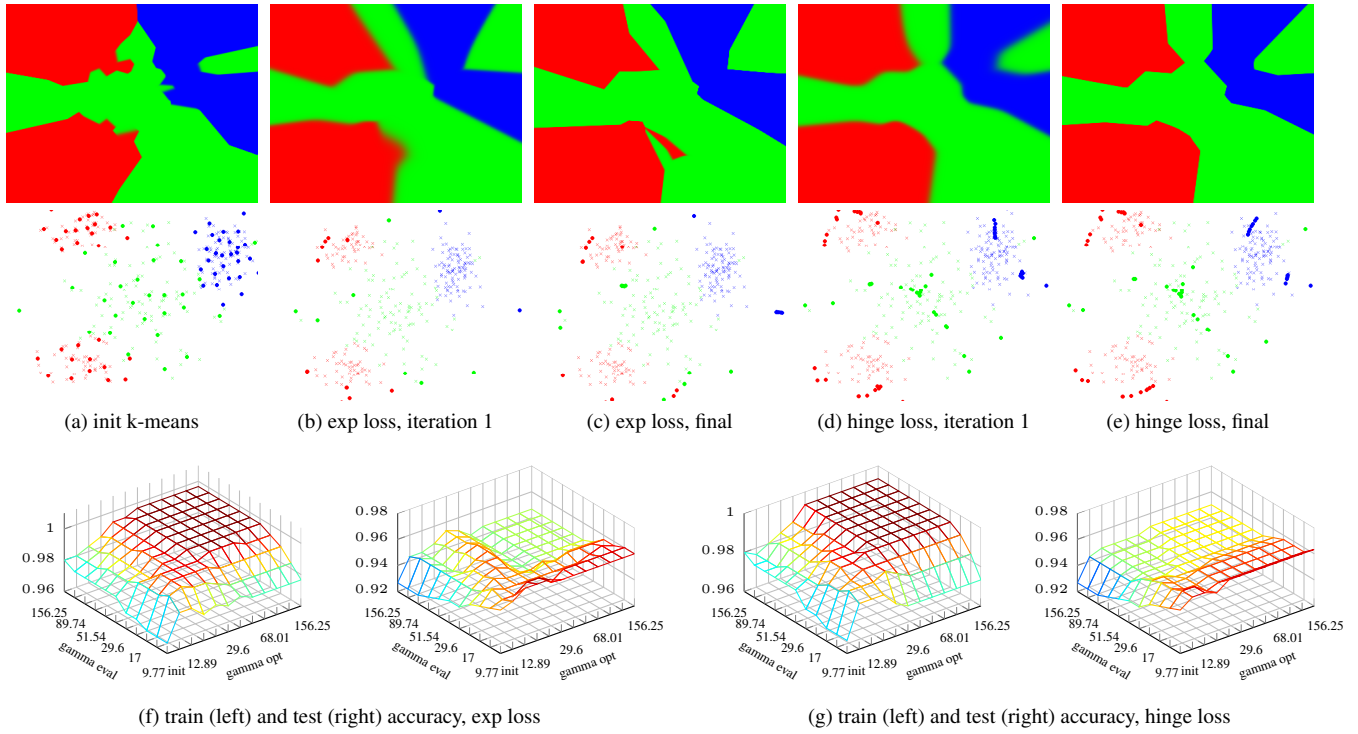 (a) init k-means
(b) exp loss, iteration 1
(c) exp loss, final
(d) hinge loss, iteration 1
(e) hinge loss, final
1
0.98
0.96
156.25
89.74
51.54
29.6
17
9.77
init
12.89
29.6
68.01
156.25
gamma eval
gamma opt
0.98
0.96
0.94
0.92
156.25
89.74
51.54
29.6
17
9.77
init
12.89
29.6
68.01
156.25
gamma eval
gamma opt
1
0.98
0.96
156.25
89.74
51.54
29.6
17
9.77
init
12.89
29.6
68.01
156.25
gamma eval
gamma opt
0.98
0.96
0.94
0.92
156.25
89.74
51.54
29.6
17
9.77
init
12.89
29.6
68.01
156.25
gamma eval
gamma opt
(f) train (left) and test (right) accuracy, exp loss
(g) train (left) and test (right) accuracy, hinge loss